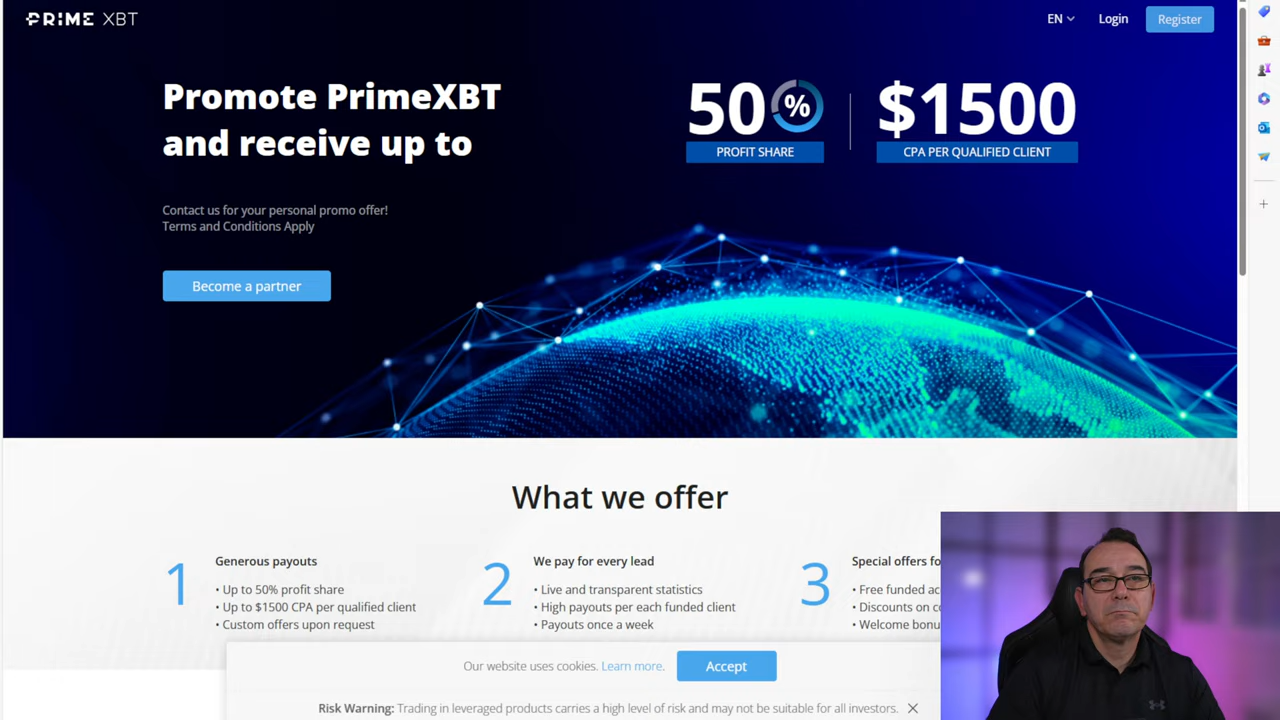 PRIME XBT
EN
Login
Register
Promote PrimeXBT
and receive up to
50%
PROFIT SHARE
$1500
CPA PER QUALIFIED CLIENT
Contact us for your personal promo offer!
Terms and Conditions Apply
Become a partner
What we offer
1
Generous payouts
• Up to 50% profit share
• Up to $1500 CPA per qualified client
• Custom offers upon request
2
We pay for every lead
• Live and transparent statistics
• High payouts per each funded client
• Payouts once a week
3
Special offers
• Free funded
• Discounts on
• Welcome
Our website uses cookies. Learn more.
Accept
Risk Warning: Trading in leveraged products carries a high level of risk and may not be suitable for all investors.